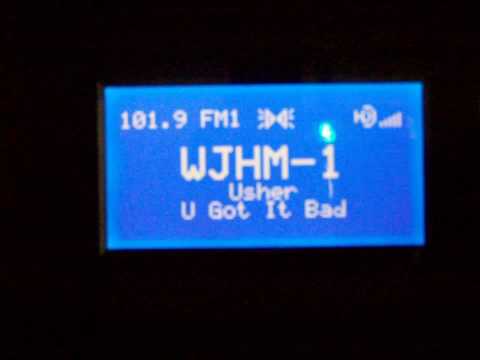 101.9 FM1
WJHM-1
Usher
U Got It Bad